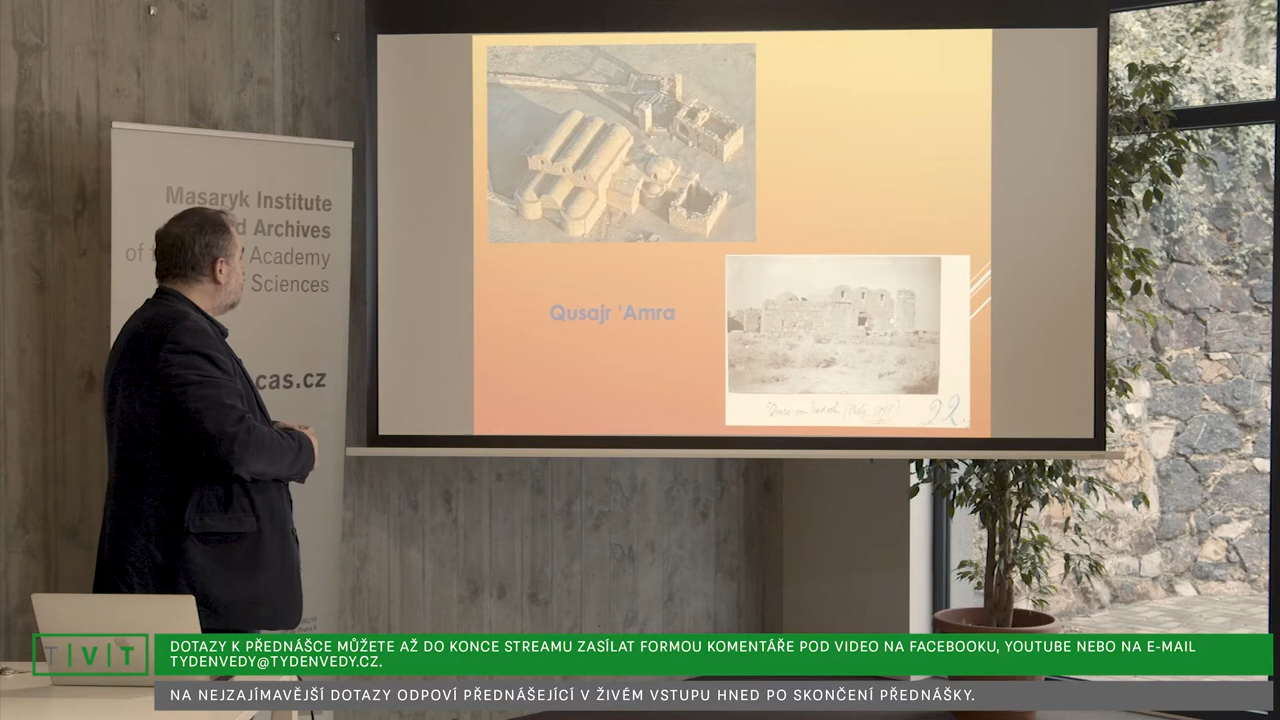 Masaryk Institute
d Archives
of Academy
Sciences
cas.cz
Qusajr 'Amra
92.
T|V|T
DOTAZY K PŘEDNÁŠCE MŮŽETE AŽ DO KONCE STREAMU ZASÍLAT FORMOU KOMENTÁŘE POD VIDEO NA FACEBOOKU, YOUTUBE NEBO NA E-MAIL
TYDENVEDY@TYDENVEDY.CZ.
NA NEJZAJÍMAVĚJŠÍ DOTAZY ODPOVÍ PŘEDNÁŠEJÍCÍ V ŽIVÉM VSTUPU HNED PO SKONČENÍ PŘEDNÁŠKY.